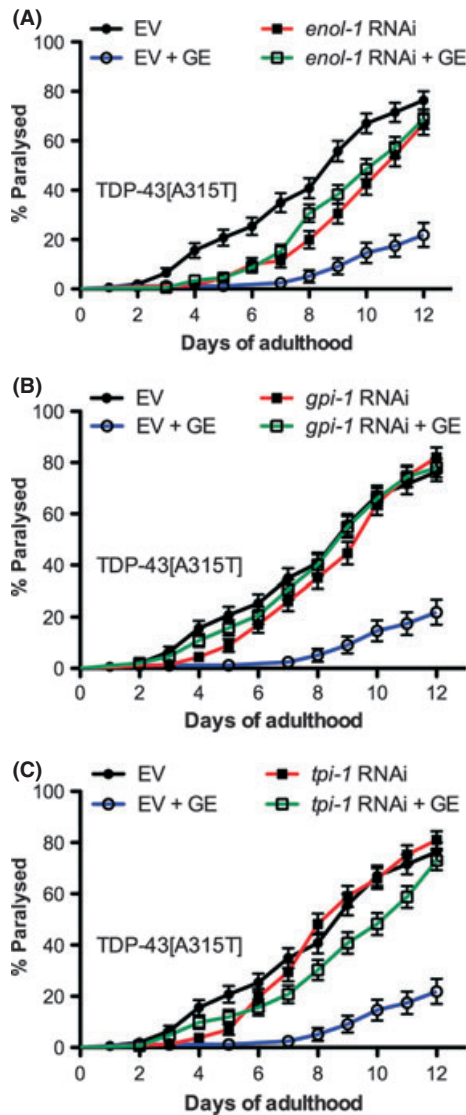 (A)
EV
enol-1 RNAi
EV + GE
enol-1 RNAi + GE
100
80
60
40
20
0
% Paralysed
TDP-43[A315T]
0 2 4 6 8 10 12
Days of adulthood
(B)
EV
gpi-1 RNAi
EV + GE
gpi-1 RNAi + GE
100
80
60
40
20
0
% Paralysed
TDP-43[A315T]
0 2 4 6 8 10 12
Days of adulthood
(C)
EV
tpi-1 RNAi
EV + GE
tpi-1 RNAi + GE
100
80
60
40
20
0
% Paralysed
TDP-43[A315T]
0 2 4 6 8 10 12
Days of adulthood